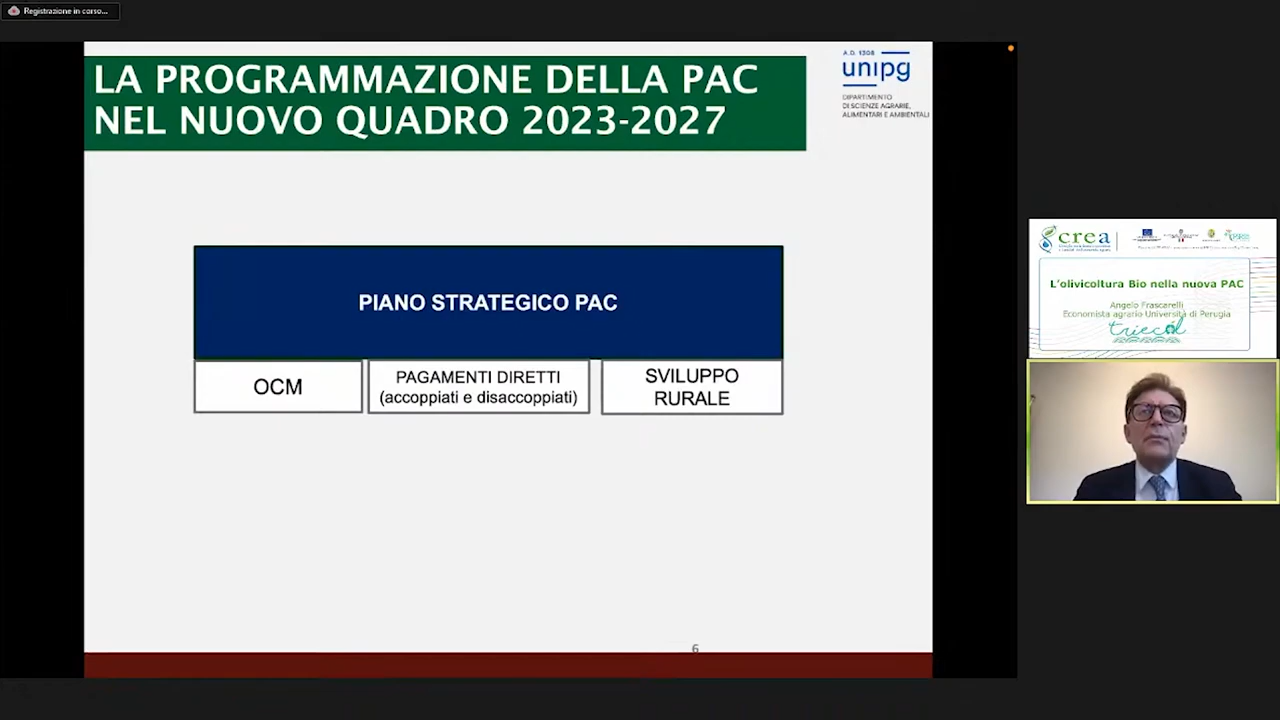 Registrazione in corso...
LA PROGRAMMAZIONE DELLA PAC
NEL NUOVO QUADRO 2023-2027
A.D. 1308
unipg
DIPARTIMENTO
DI SCIENZE AGRARIE,
ALIMENTARI E AMBIENTALI
PIANO STRATEGICO PAC
OCM
PAGAMENTI DIRETTI
(accoppiati e disaccoppiati)
SVILUPPO
RURALE
6
crea
L'olivicoltura Bio nella nuova PAC
Angelo Frascarelli
Economista agrario Università di Perugia
triecol